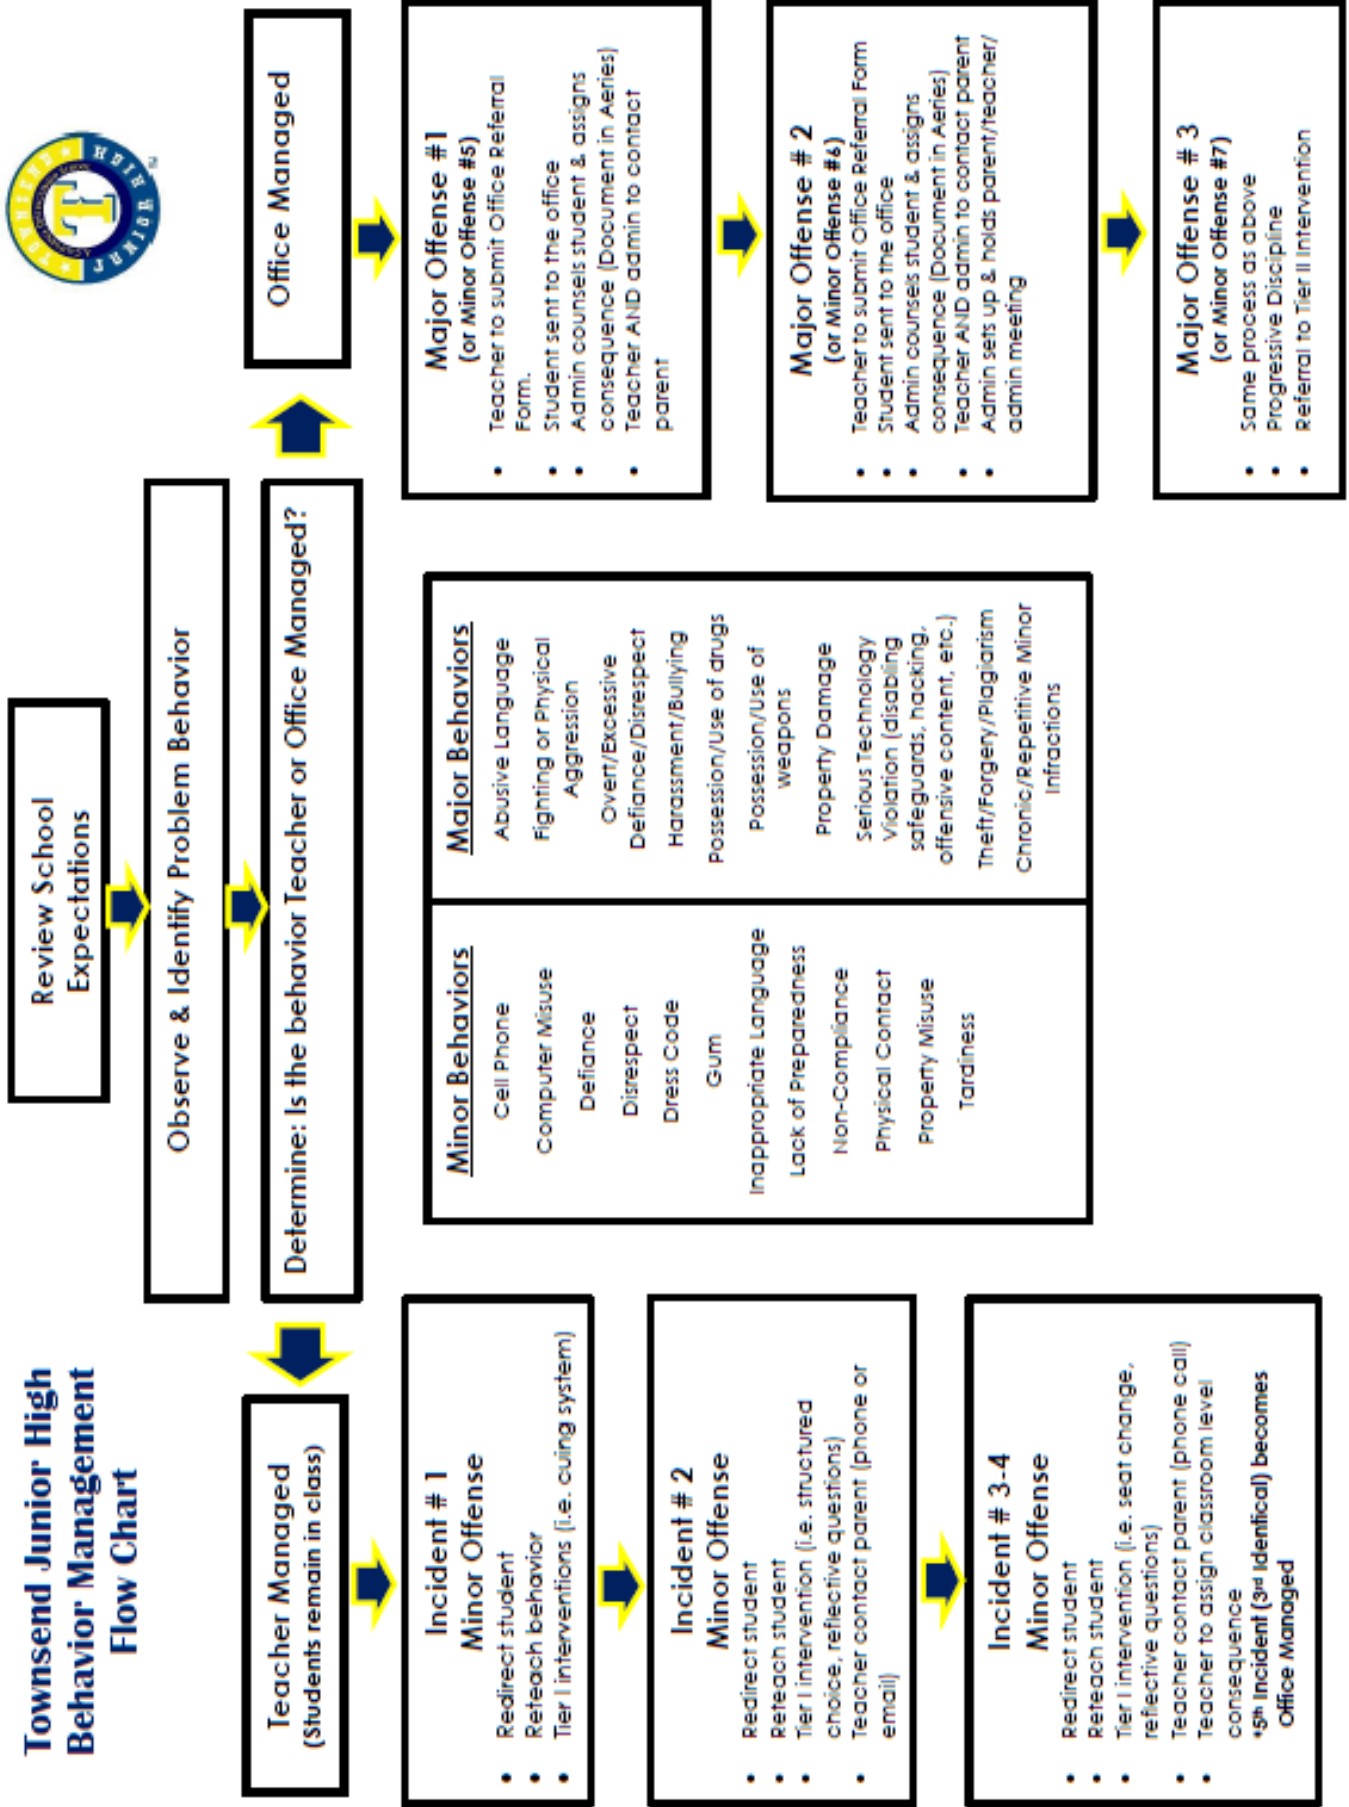 Townsend Junior High
Behavior Management
Flow Chart
Review School
Expectations
TOWNSEND
JUNIOR HIGH
T
TM
Observe & Identify Problem Behavior
Determine: Is the behavior Teacher or Office Managed?
Teacher Managed
(Students remain in class)
Incident # 1
Minor Offense
• Redirect student
• Reteach behavior
• Tier I interventions (i.e. cuing system)
Incident # 2
Minor Offense
• Redirect student
• Reteach student
• Tier I intervention (i.e. structured
choice, reflective questions)
• Teacher contact parent (phone or
email)
Incident # 3-4
Minor Offense
• Redirect student
• Reteach student
• Tier I intervention (i.e. seat change,
reflective questions)
• Teacher contact parent (phone call)
• Teacher to assign classroom level
consequence
*5th Incident (3rd Identical) becomes
Office Managed
Minor Behaviors
Cell Phone
Computer Misuse
Defiance
Disrespect
Dress Code
Gum
Inappropriate Language
Lack of Preparedness
Non-Compliance
Physical Contact
Property Misuse
Tardiness
Major Behaviors
Abusive Language
Fighting or Physical
Aggression
Overt/Excessive
Defiance/Disrespect
Harassment/Bullying
Possession/Use of drugs
Possession/Use of
weapons
Property Damage
Serious Technology
Violation (disabling
safeguards, hacking,
offensive content, etc.)
Theft/Forgery/Plagiarism
Chronic/Repetitive Minor
Infractions
Office Managed
Major Offense #1
(or Minor Offense #5)
• Teacher to submit Office Referral
Form.
• Student sent to the office
• Admin counsels student & assigns
consequence (Document in Aeries)
• Teacher AND admin to contact
parent
Major Offense # 2
(or Minor Offense #6)
• Teacher to submit Office Referral Form
• Student sent to the office
• Admin counsels student & assigns
consequence (Document in Aeries)
• Teacher AND admin to contact parent
• Admin sets up & holds parent/teacher/
admin meeting
Major Offense # 3
(or Minor Offense #7)
• Same process as above
• Progressive Discipline
• Referral to Tier II Intervention